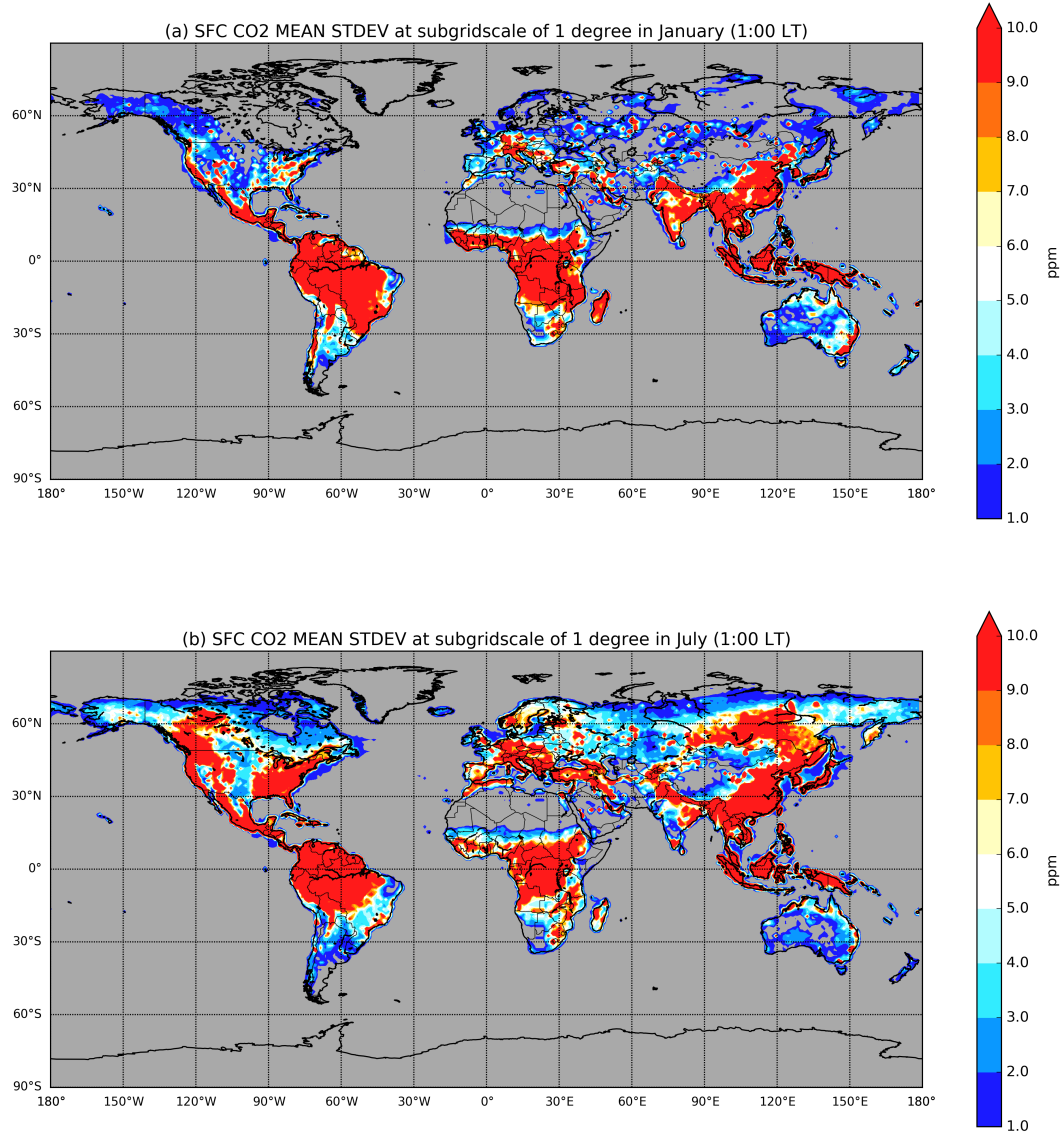 (a) SFC CO2 MEAN STDEV at subgridscale of 1 degree in January (1:00 LT)
60°N
30°N
0°
30°S
60°S
90°S
180° 150°W 120°W 90°W 60°W 30°W 0° 30°E 60°E 90°E 120°E 150°E 180°
10.0
9.0
8.0
7.0
6.0
5.0
4.0
3.0
2.0
1.0
ppm
(b) SFC CO2 MEAN STDEV at subgridscale of 1 degree in July (1:00 LT)
60°N
30°N
0°
30°S
60°S
90°S
180° 150°W 120°W 90°W 60°W 30°W 0° 30°E 60°E 90°E 120°E 150°E 180°
10.0
9.0
8.0
7.0
6.0
5.0
4.0
3.0
2.0
1.0
ppm